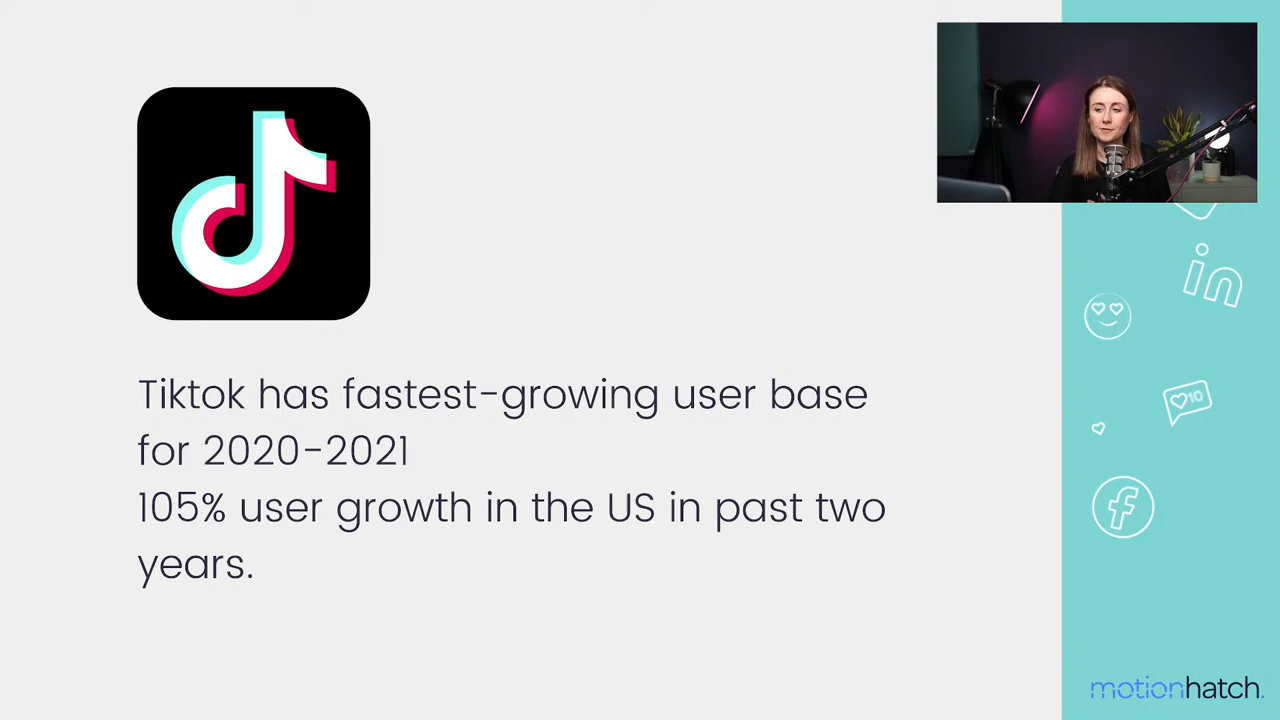 Tiktok has fastest-growing user base
for 2020-2021
105% user growth in the US in past two
years.
in
10
f
motionhatch.